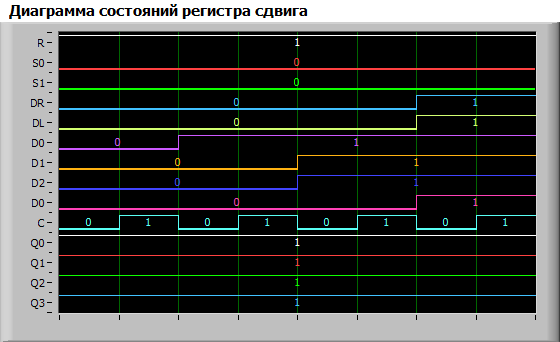 Диаграмма состояний регистра сдвига
R 1
S0 0
S1 0
DR 0 1
DL 0 1
D0 0 1
D1 0 1
D2 0 1
D0 0 1
C 0 1 0 1 0 1 0 1
Q0 1
Q1 1
Q2 1
Q3 1